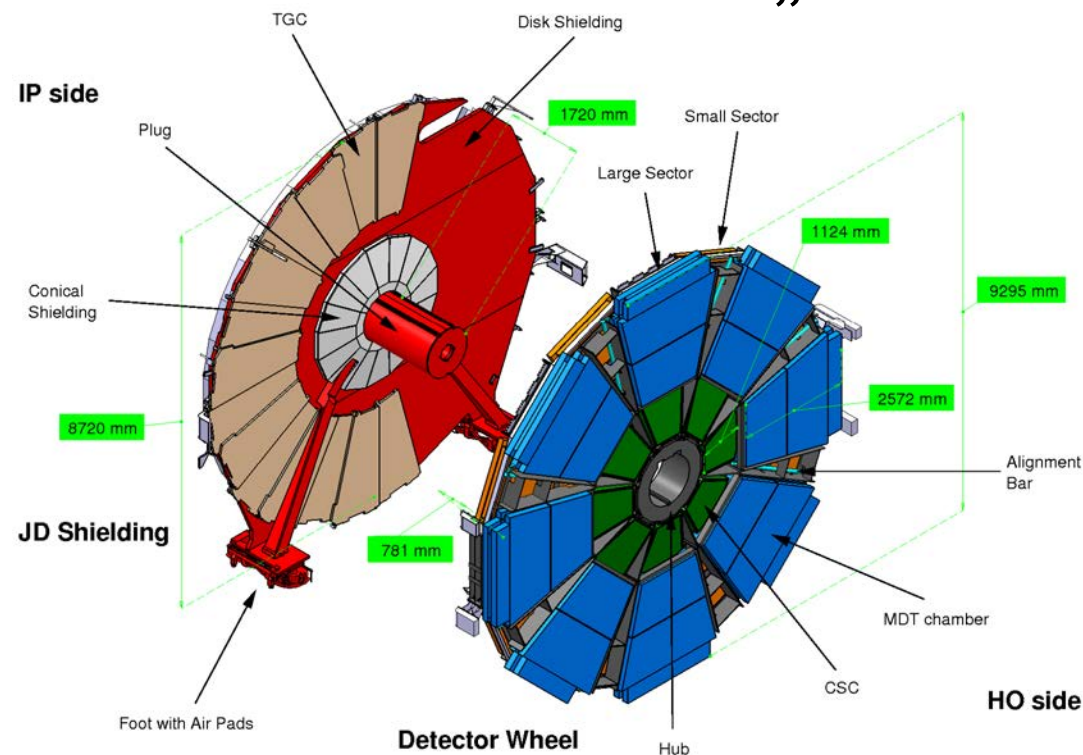 ”
TGC
Disk Shielding
IP side
1720 mm
Small Sector
Plug
Large Sector
1124 mm
9295 mm
Conical
Shielding
2572 mm
8720 mm
Alignment
Bar
JD Shielding
781 mm
MDT chamber
CSC
HO side
Foot with Air Pads
Detector Wheel
Hub